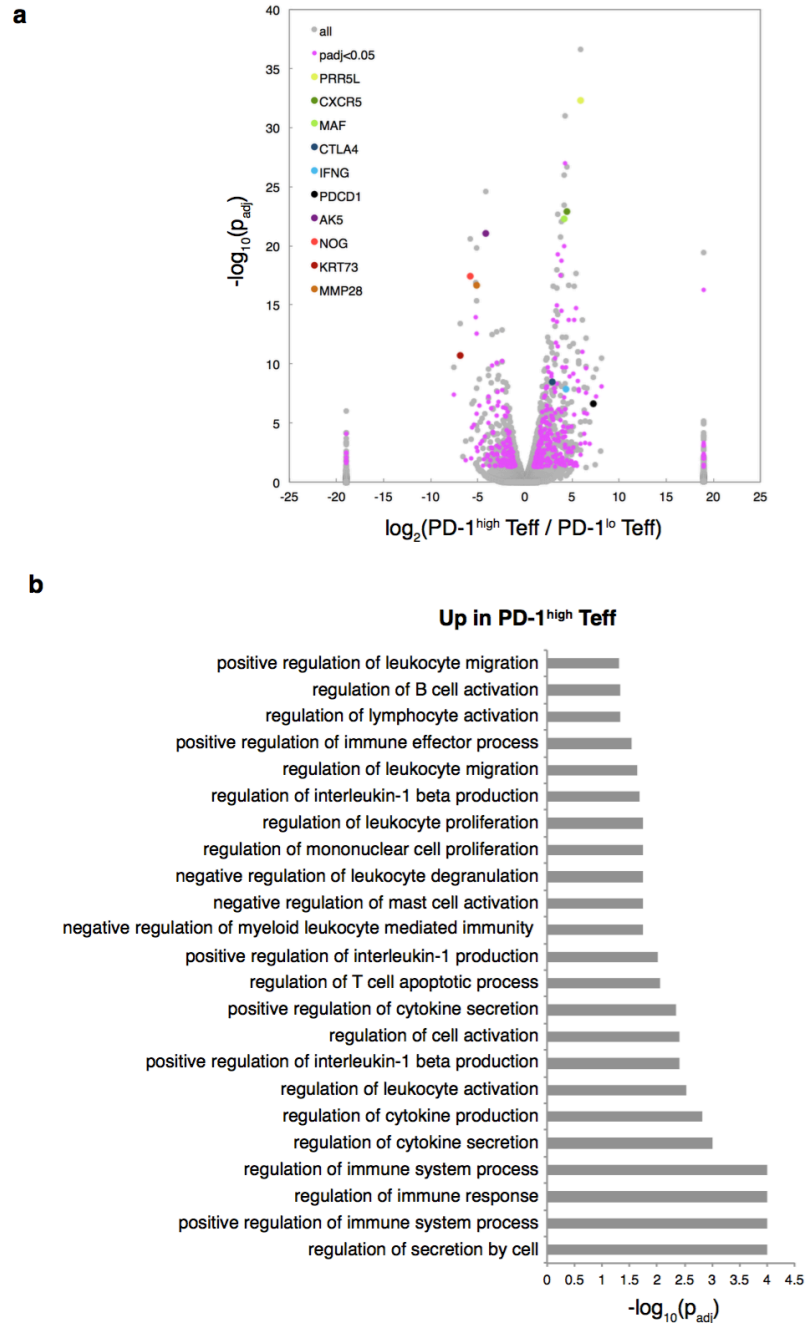 a
40
35
30
25
20
15
10
5
0
-25 -20 -15 -10 -5 0 5 10 15 20 25
-log10(padj)
log2(PD-1high Teff / PD-1lo Teff)
all
padj<0.05
PRR5L
CXCR5
MAF
CTLA4
IFNG
PDCD1
AK5
NOG
KRT73
MMP28
b
Up in PD-1high Teff
positive regulation of leukocyte migration
regulation of B cell activation
regulation of lymphocyte activation
positive regulation of immune effector process
regulation of leukocyte migration
regulation of interleukin-1 beta production
regulation of leukocyte proliferation
regulation of mononuclear cell proliferation
negative regulation of leukocyte degranulation
negative regulation of mast cell activation
negative regulation of myeloid leukocyte mediated immunity
positive regulation of interleukin-1 production
regulation of T cell apoptotic process
positive regulation of cytokine secretion
regulation of cell activation
positive regulation of interleukin-1 beta production
regulation of leukocyte activation
regulation of cytokine production
regulation of cytokine secretion
regulation of immune system process
regulation of immune response
positive regulation of immune system process
regulation of secretion by cell
0 0.5 1 1.5 2 2.5 3 3.5 4 4.5
-log10(padj)